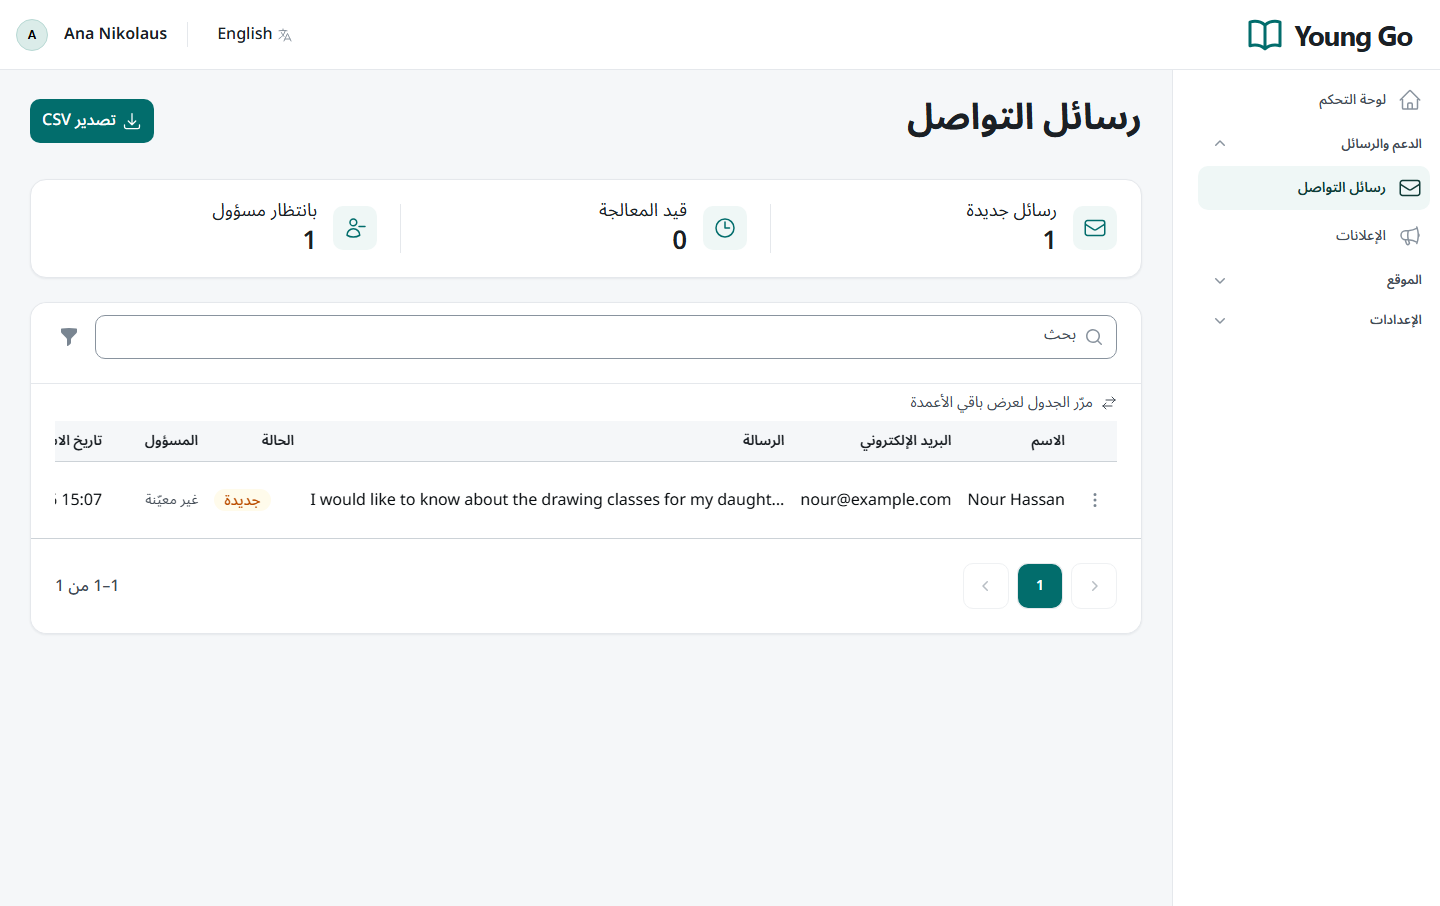 Young Go
English
Ana Nikolaus
A
لوحة التحكم
الدعم والرسائل
رسائل التواصل
الإعلانات
الموقع
الإعدادات
رسائل التواصل
تصدير CSV
رسائل جديدة
1
قيد المعالجة
0
بانتظار مسؤول
1
بحث
مرّر الجدول لعرض باقي الأعمدة
الاسم البريد الإلكتروني الرسالة الحالة المسؤول تاريخ
Nour Hassan nour@example.com I would like to know about the drawing classes for my daught... جديدة غير معيّنة 15:07
1
1–1 من 1